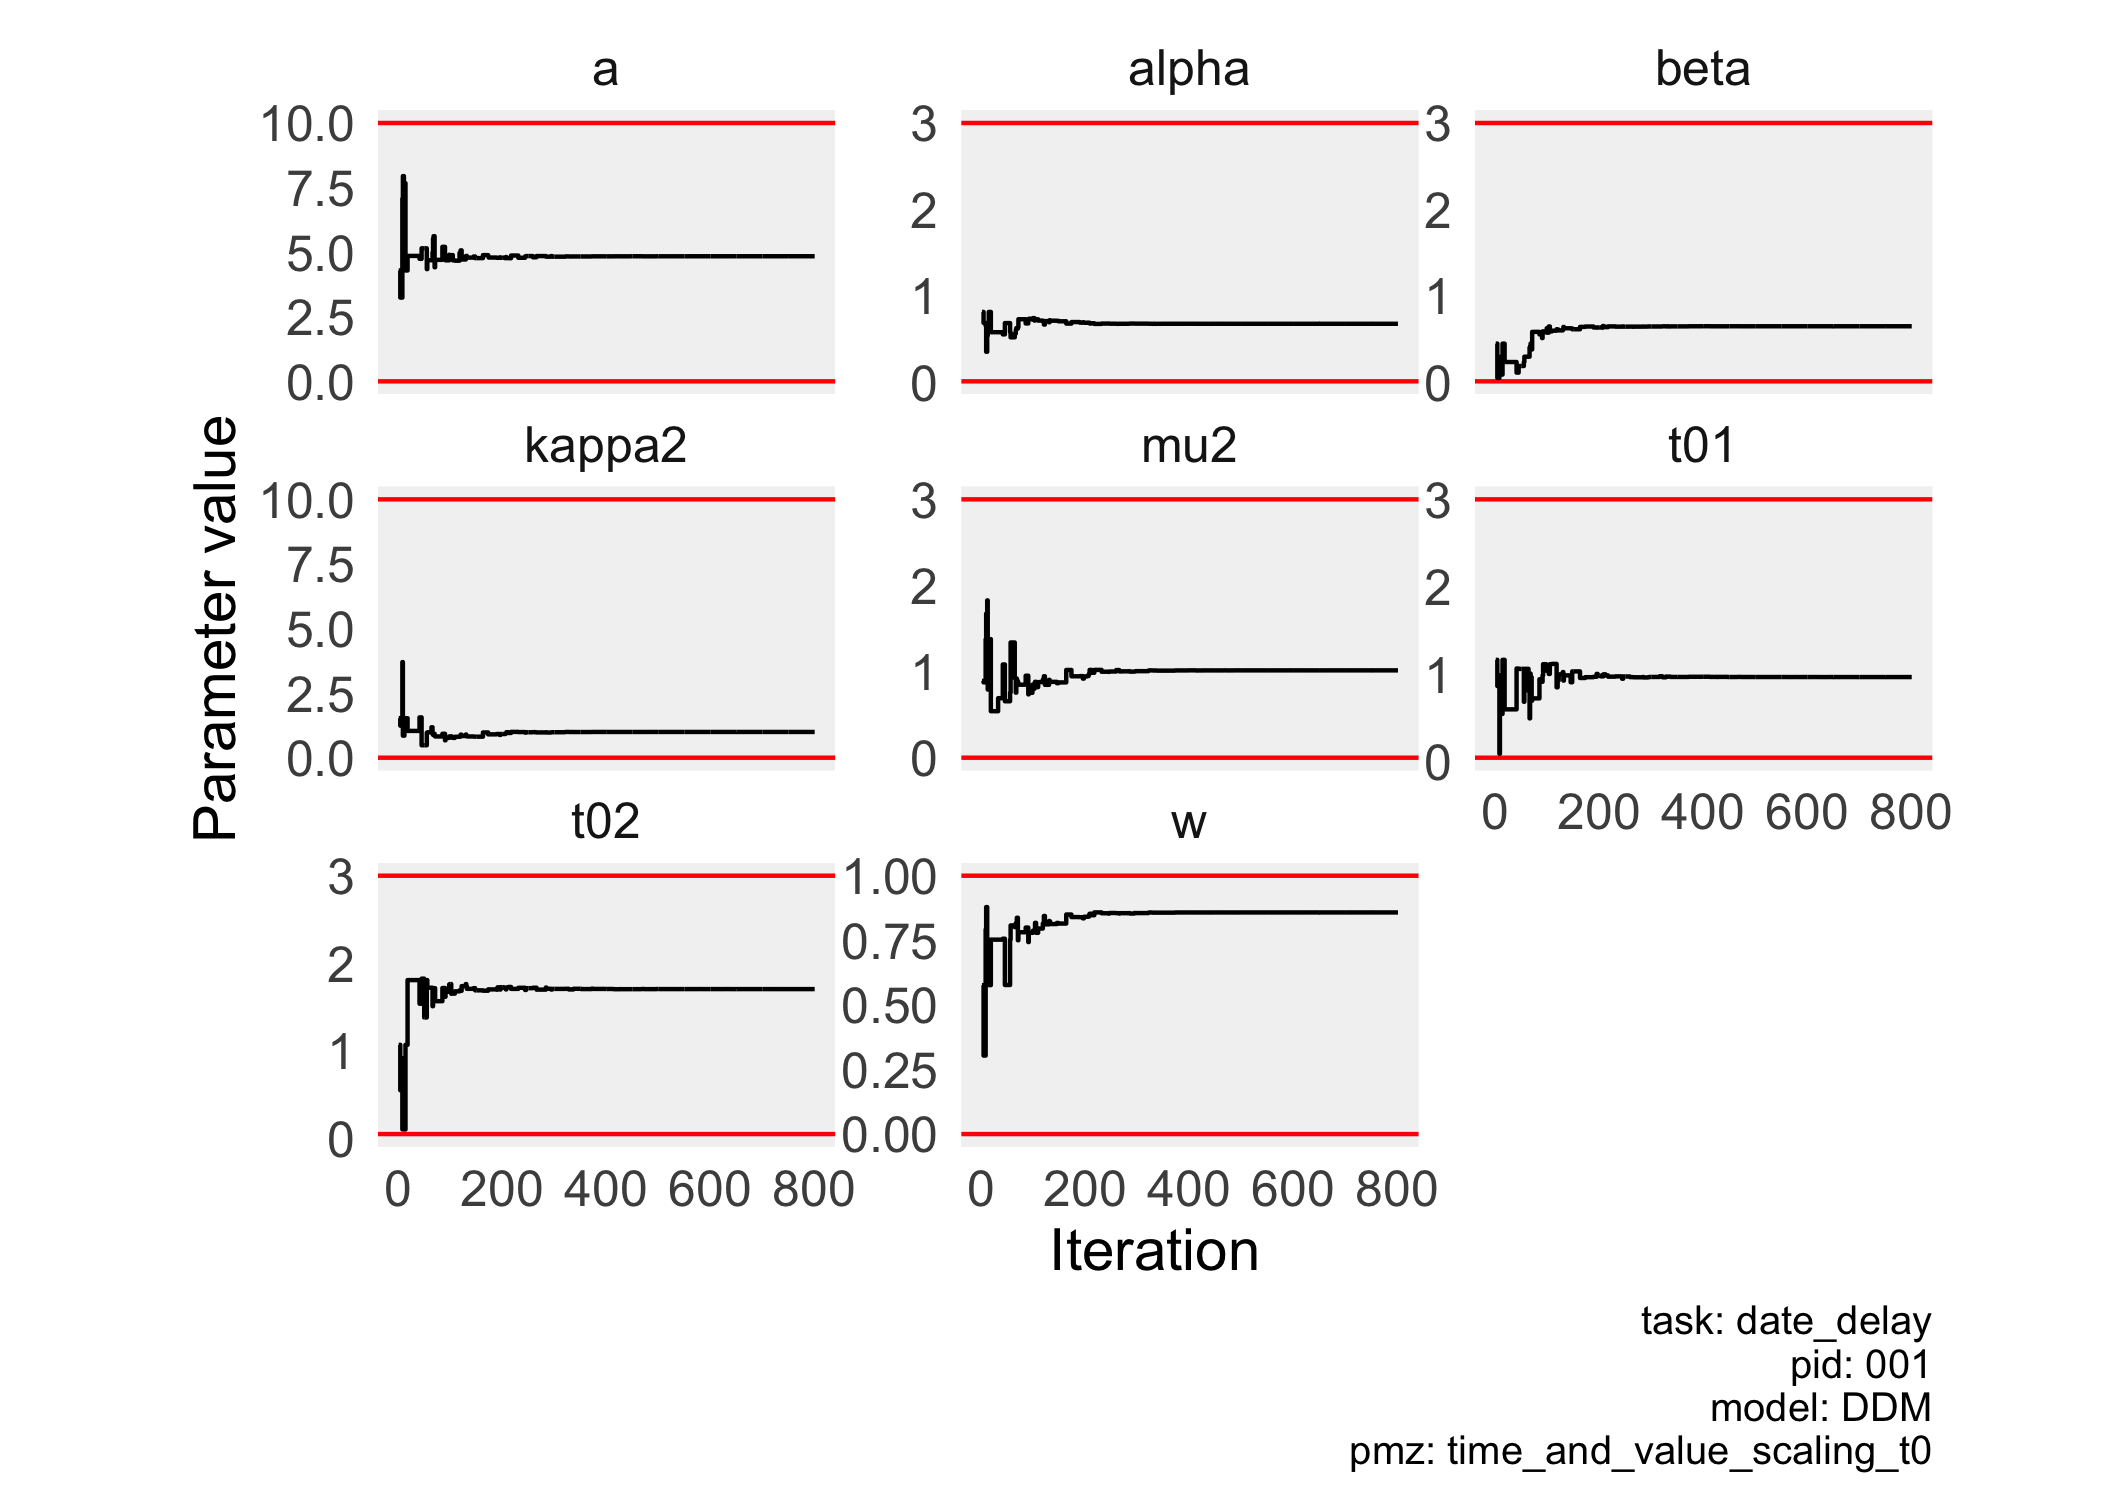 a alpha beta
10.0 3 3
7.5 2 2
5.0
2.5 1 1
0.0 0 0
Parameter value
kappa2 mu2 t01
10.0 3 3
7.5 2 2
5.0
2.5 1 1
0.0 0 0
0 200 400 600 800
t02 w
3 1.00
2 0.75
0.50
1 0.25
0 0.00
0 200 400 600 800 0 200 400 600 800
Iteration
task: date_delay
pid: 001
model: DDM
pmz: time_and_value_scaling_t0